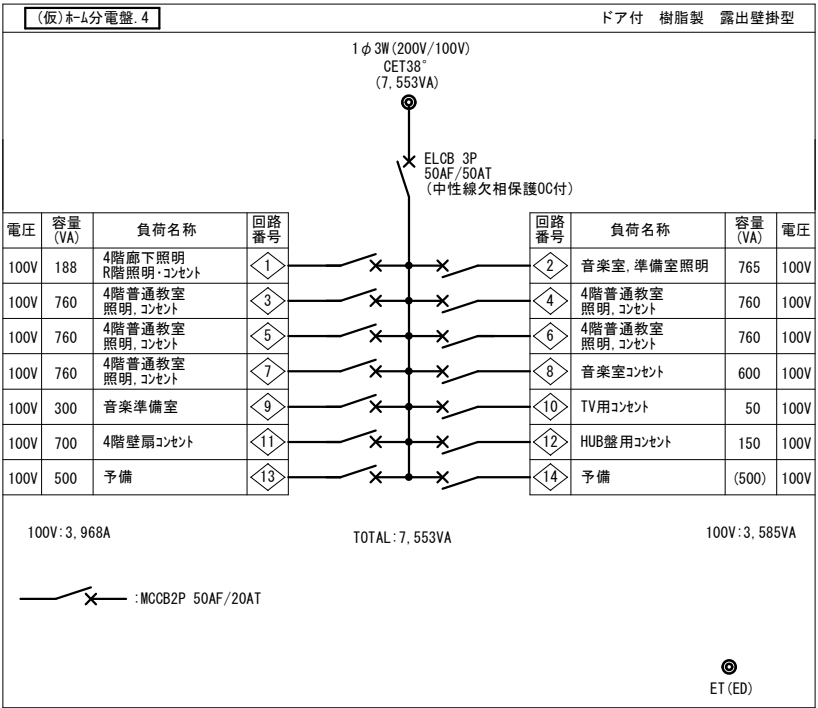 (仮)ﾎｰﾑ分電盤.4
ドア付 樹脂製 露出壁掛型
1φ3W(200V/100V)
CET38°
(7,553VA)
ELCB 3P
50AF/50AT
(中性線欠相保護OC付)
電圧 容量(VA) 負荷名称 回路番号 回路番号 負荷名称 容量(VA) 電圧
100V 188 4階廊下照明 R階照明・ｺﾝｾﾝﾄ 1 2 音楽室,準備室照明 765 100V
100V 760 4階普通教室 照明,ｺﾝｾﾝﾄ 3 4 4階普通教室 照明,ｺﾝｾﾝﾄ 760 100V
100V 760 4階普通教室 照明,ｺﾝｾﾝﾄ 5 6 4階普通教室 照明,ｺﾝｾﾝﾄ 760 100V
100V 760 4階普通教室 照明,ｺﾝｾﾝﾄ 7 8 音楽室ｺﾝｾﾝﾄ 600 100V
100V 300 音楽準備室 9 10 TV用ｺﾝｾﾝﾄ 50 100V
100V 700 4階壁扇ｺﾝｾﾝﾄ 11 12 HUB盤用ｺﾝｾﾝﾄ 150 100V
100V 500 予備 13 14 予備 (500) 100V
100V:3,968A TOTAL:7,553VA 100V:3,585VA
:MCCB2P 50AF/20AT
ET(ED)